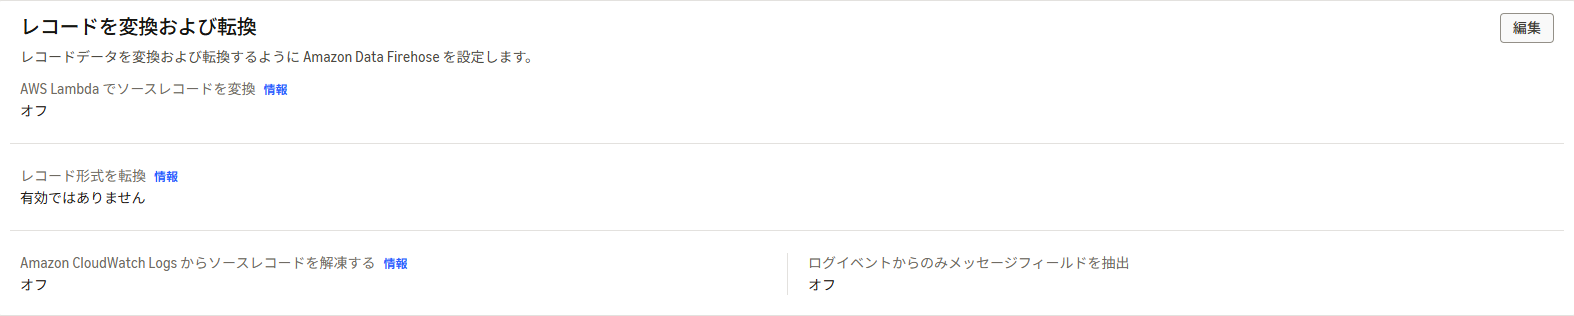 レコードを変換および転換
編集
レコードデータを変換および転換するように Amazon Data Firehose を設定します。
AWS Lambda でソースレコードを変換 情報
オフ
レコード形式を転換 情報
有効ではありません
Amazon CloudWatch Logs からソースレコードを解凍する 情報
オフ
ログイベントからのみメッセージフィールドを抽出
オフ